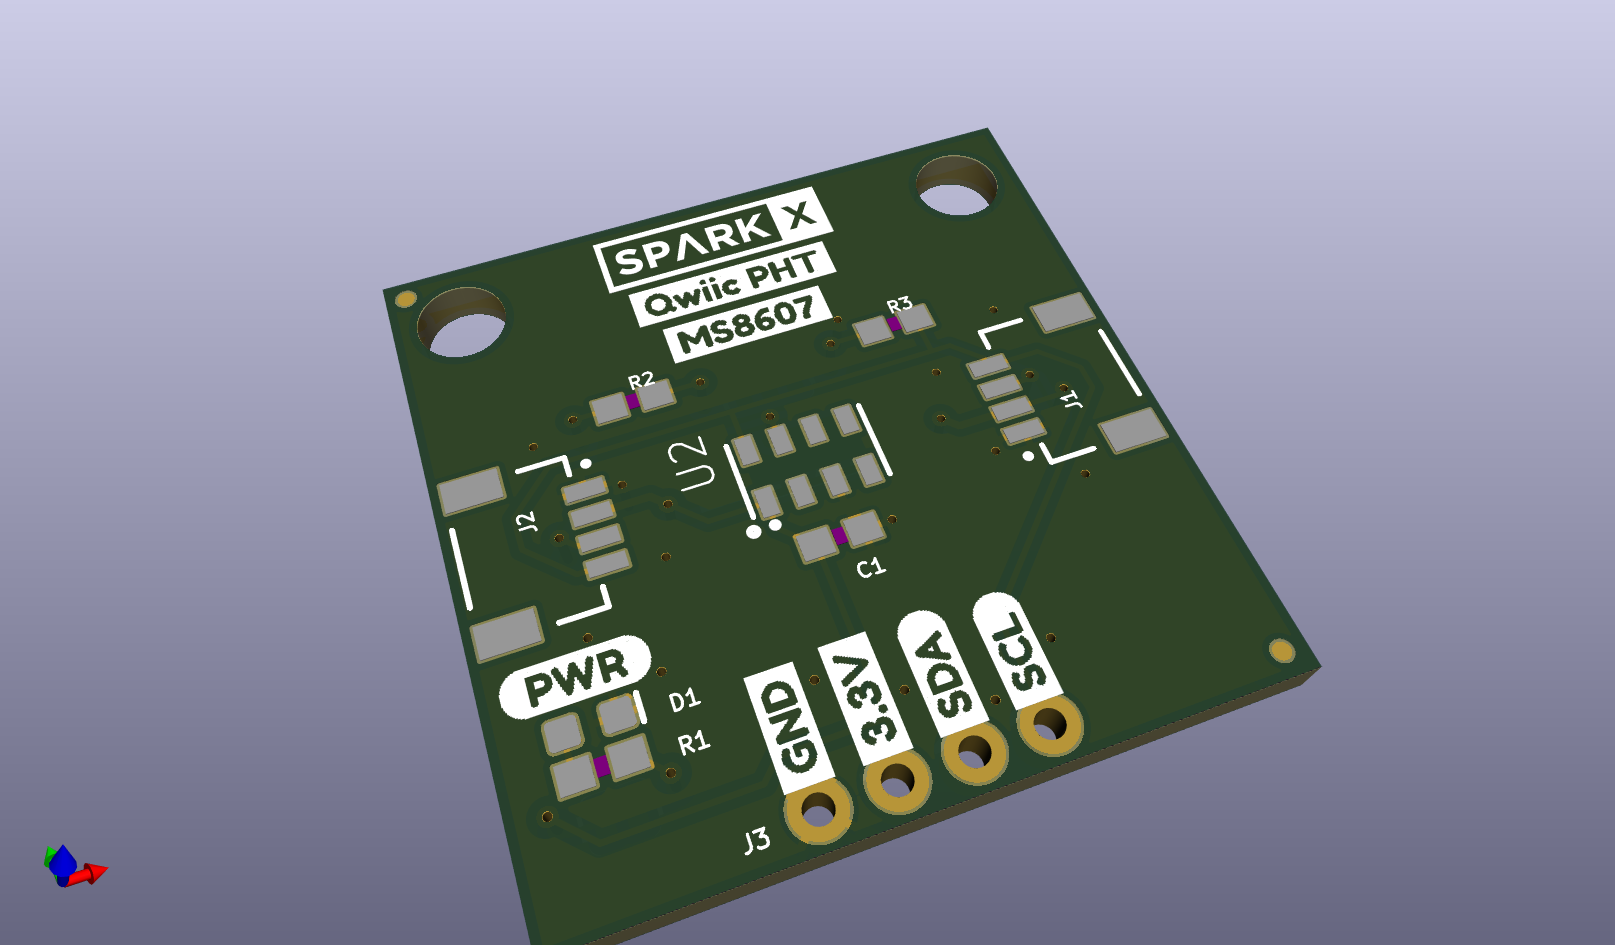 SPARK X
Qwiic PHT
MS8607
R3
R2
J1
U2
J2
C1
PWR
D1
R1
GND
3.3V
SDA
SCL
J3